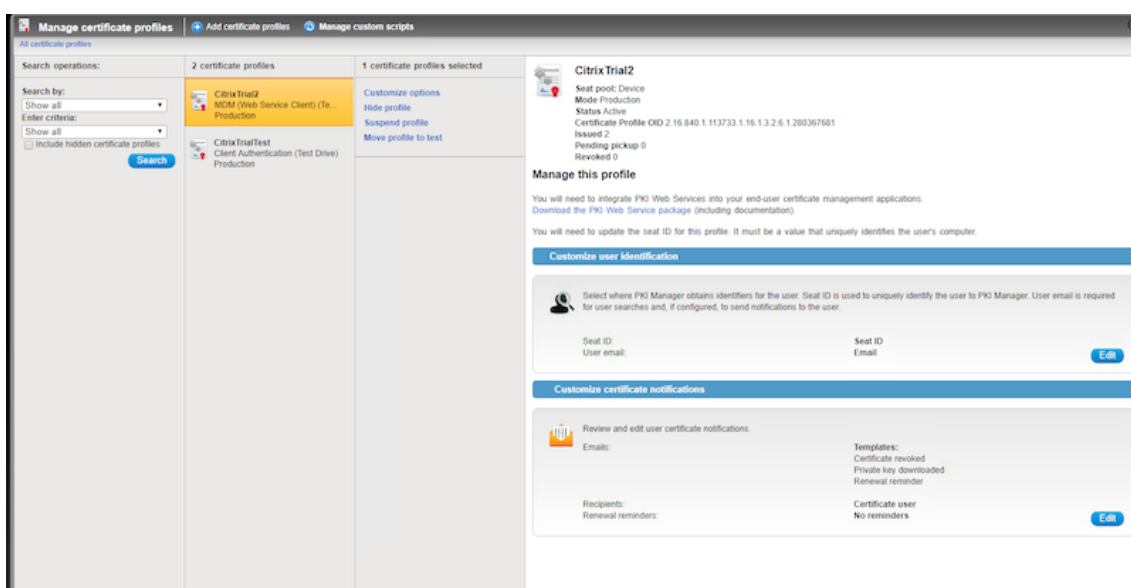 Manage certificate profiles
Add certificate profiles
Manage custom scripts
All certificate profiles
Search operations:
Search by:
Show all
Enter criteria:
Show all
Include hidden certificate profiles
Search
2 certificate profiles
CitrixTrial2
MDM (Web Service Client) (Te...
Production
CitrixTrialTest
Client Authentication (Test Drive)
Production
1 certificate profiles selected
Customize options
Hide profile
Suspend profile
Move profile to test
CitrixTrial2
Seat pool: Device
Mode Production
Status Active
Certificate Profile OID 2.16.840.1.113733.1.16.1.3.2.6.1.280367681
Issued 2
Pending pickup 0
Revoked 0
Manage this profile
You will need to integrate PKI Web Services into your end-user certificate management applications.
Download the PKI Web Service package (including documentation).
You will need to update the seat ID for this profile. It must be a value that uniquely identifies the user's computer.
Customize user identification
Select where PKI Manager obtains identifiers for the user. Seat ID is used to uniquely identify the user to PKI Manager. User email is required
for user searches and, if configured, to send notifications to the user.
Seat ID: Seat ID
User email: Email
Edit
Customize certificate notifications
Review and edit user certificate notifications.
Emails: Templates:
Certificate revoked
Private key downloaded
Renewal reminder
Recipients: Certificate user
Renewal reminders: No reminders
Edit